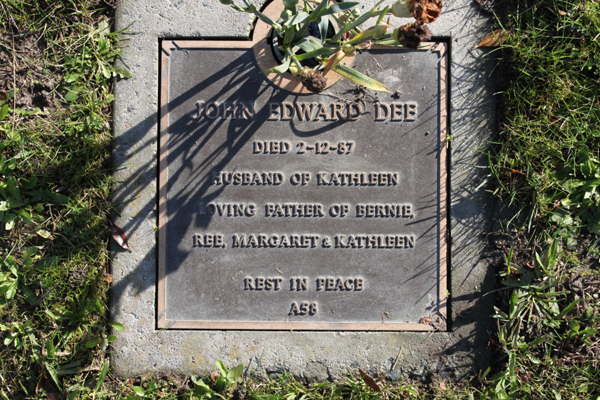 JOHN EDWARD DEE
DIED 2-12-87
HUSBAND OF KATHLEEN
LOVING FATHER OF BERNIE,
REE, MARGARET & KATHLEEN
REST IN PEACE
A58